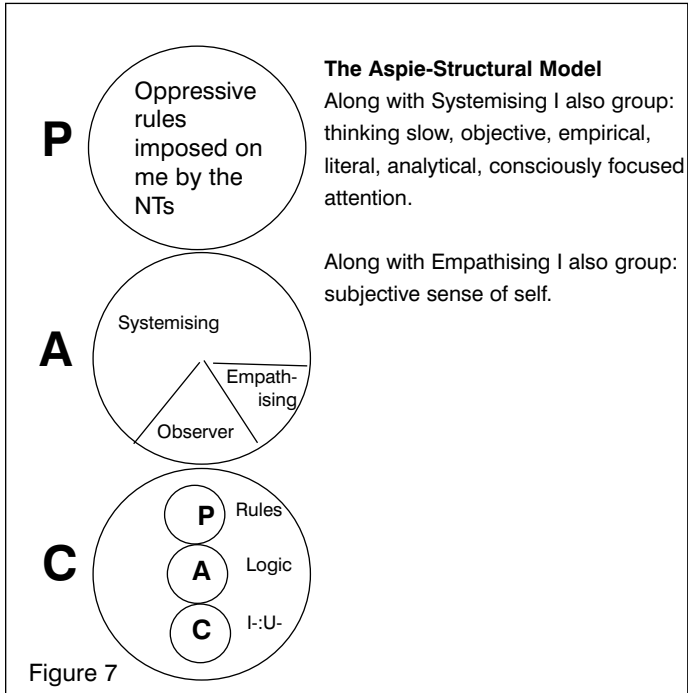 The Aspie-Structural Model
Along with Systemising I also group:
thinking slow, objective, empirical,
literal, analytical, consciously focused
attention.
Along with Empathising I also group:
subjective sense of self.
P
Oppressive
rules
imposed on
me by the
NTs
A
Systemising
Empath-
ising
Observer
C
P Rules
A Logic
C I-:U-
Figure 7